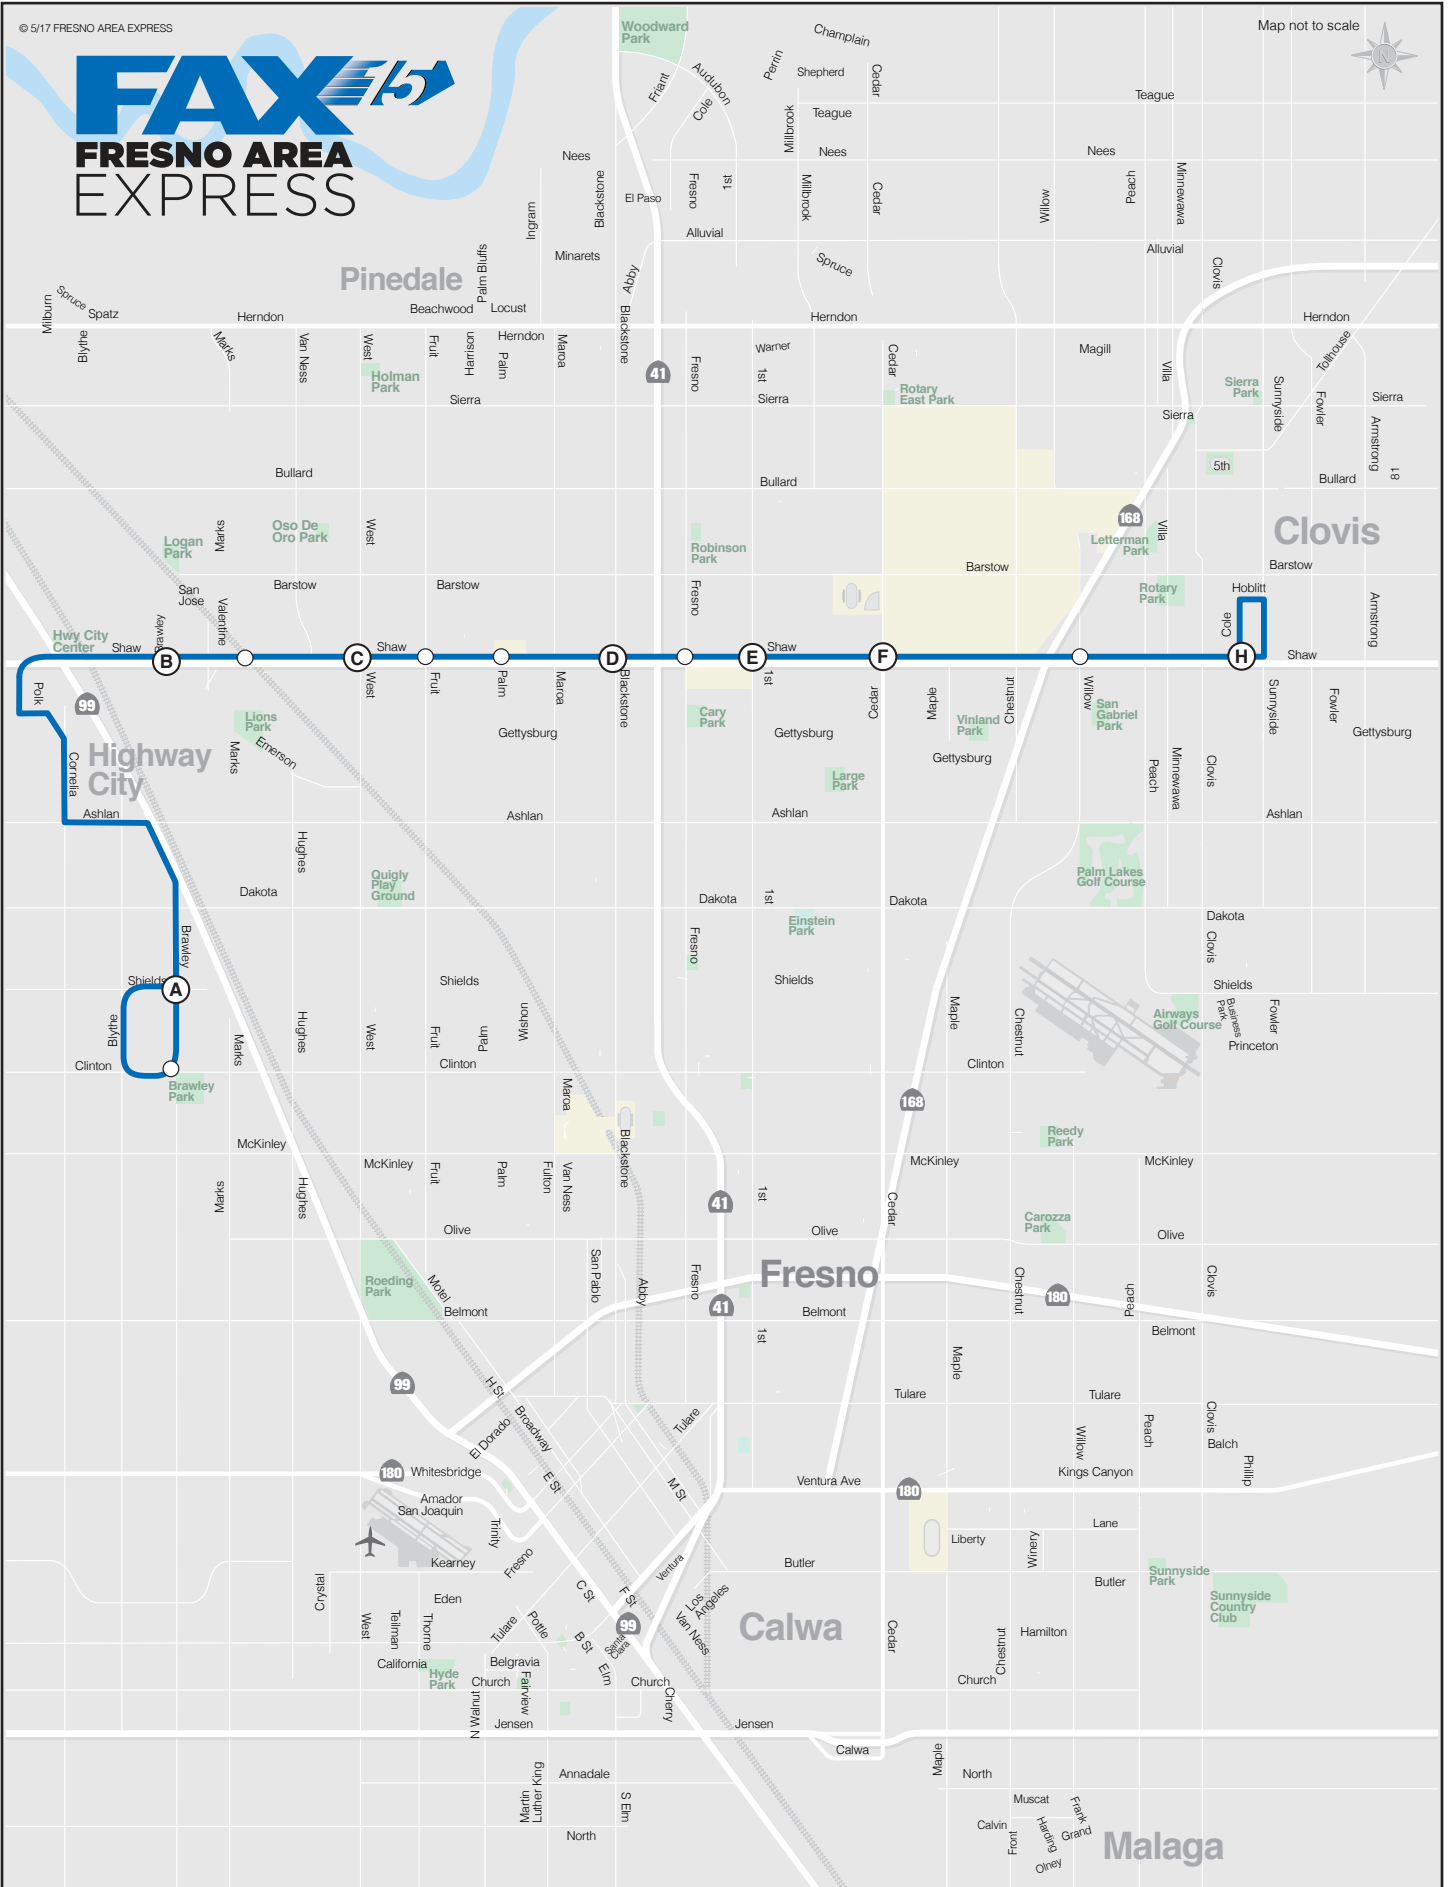 © 5/17 FRESNO AREA EXPRESS
Map not to scale
N
FAX 15
FRESNO AREA
EXPRESS
Woodward
Park
Champlain
Perrin
Shepherd
Cedar
Friant
Audubon
Cole
Millbrook
Teague
Teague
Nees
Nees
Nees
Blackstone
El Paso
Fresno
1st
Millbrook
Cedar
Willow
Peach
Minnewawa
Ingram
Alluvial
Alluvial
Minarets
Palm Bluffs
Abby
Spruce
Clovis
Pinedale
Milburn
Spruce
Spatz
Herndon
Beachwood
Locust
Herndon
Blackstone
Herndon
Herndon
Blythe
Marks
Van Ness
West
Fruit
Harrison
Palm
Maroa
Holman
Park
41
Fresno
Warner
1st
Cedar
Magill
Villa
Tollhouse
Sierra
Sierra
Rotary
East Park
Sierra
Sierra
Park
Sunnyside
Fowler
Sierra
Armstrong
Bullard
Bullard
5th
Bullard
18
168
Villa
Clovis
Logan
Park
Marks
Oso De
Oro Park
West
Robinson
Park
Letterman
Park
Barstow
Barstow
San
Jose
Valentine
Barstow
Barstow
Fresno
Rotary
Park
Hoblitt
Cole
Armstrong
Hwy City
Center
Shaw
Brawley
B
C
Shaw
D
E
Shaw
F
H
Shaw
Polk
99
West
Fruit
Palm
Maroa
Blackstone
1st
Cedar
Maple
Chestnut
Willow
San
Gabriel
Park
Sunnyside
Fowler
Lions
Park
Cary
Park
Vinland
Park
Gettysburg
Gettysburg
Gettysburg
Gettysburg
Highway
City
Cornelia
Marks
Emerson
Large
Park
Peach
Minnewawa
Clovis
Ashlan
Ashlan
Ashlan
Ashlan
Hughes
Quigly
Play
Ground
Palm Lakes
Golf Course
Dakota
Dakota
1st
Dakota
Dakota
Einstein
Park
Brawley
Fresno
Clovis
Shields
A
Shields
Shields
Shields
Blythe
Marks
Hughes
West
Fruit
Palm
Wishon
Maple
Chestnut
Airways
Golf Course
Business
Park
Fowler
Princeton
Clinton
Clinton
Clinton
Brawley
Park
Maroa
168
McKinley
Blackstone
Reedy
Park
McKinley
McKinley
McKinley
Marks
Hughes
Fruit
Palm
Fulton
Van Ness
41
1st
Cedar
Carozza
Park
Olive
Olive
Olive
Roeding
Park
Motel
San Pablo
Abby
Fresno
Fresno
Chestnut
180
Peach
Clovis
Belmont
41
Belmont
Belmont
1st
Maple
99
H St
Broadway
Tulare
Tulare
Tulare
El Dorado
Willow
Peach
Clovis
Balch
Phillip
180
Whitesbridge
E St
M St
Ventura Ave
180
Kings Canyon
Amador
San Joaquin
Trinity
Lane
Liberty
Winery
Kearney
Fresno
Ventura
Butler
Butler
Sunnyside
Park
Crystal
Eden
C St
F St
Los
Angeles
Sunnyside
Country
Club
West
Teilman
Thorne
Tulare
Pottle
B St
99
Santa
Clara
Van Ness
Calwa
Cedar
Chestnut
Hamilton
California
Hyde
Park
Belgravia
Church
Fairview
Elm
Church
Cherry
Church
N Walnut
Jensen
Jensen
Calwa
Maple
Annadale
North
Martin
Luther King
S Elm
Muscat
Frank
Calvin
Front
Harding
Grand
North
Olney
Malaga